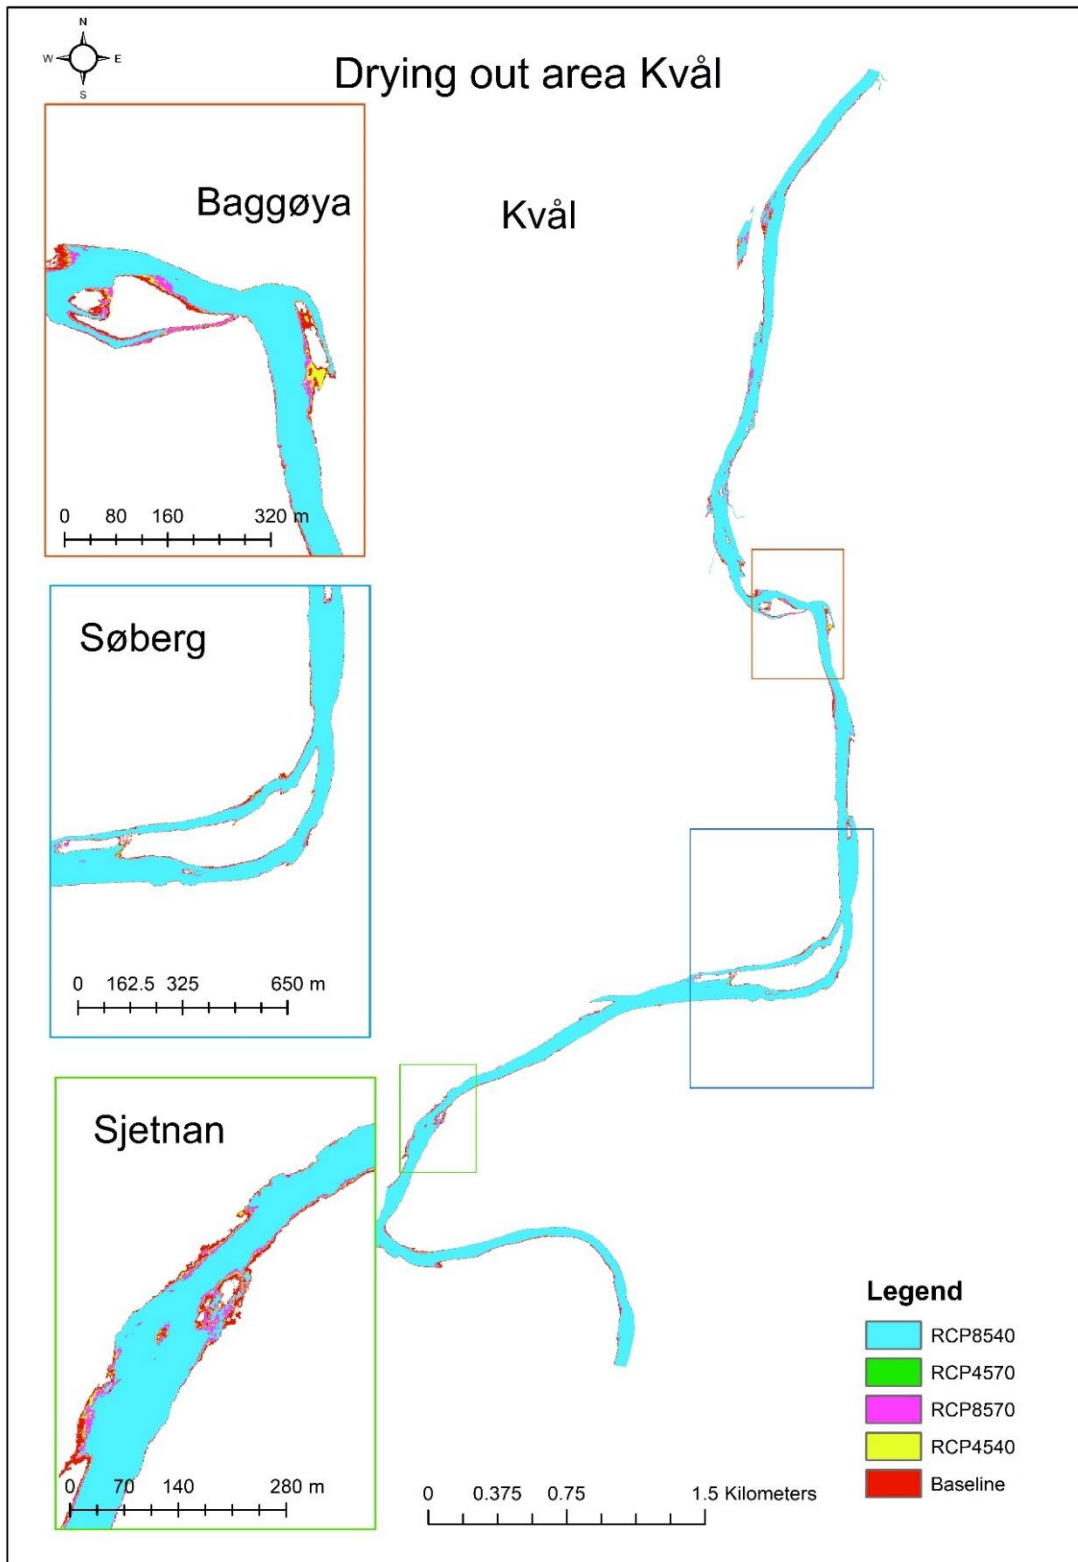 N
W E
S
Drying out area Kvål
Baggøya
Kvål
0 80 160 320 m
Søberg
0 162.5 325 650 m
Sjetnan
0 70 140 280 m
0 0.375 0.75 1.5 Kilometers
Legend
RCP8540
RCP4570
RCP8570
RCP4540
Baseline